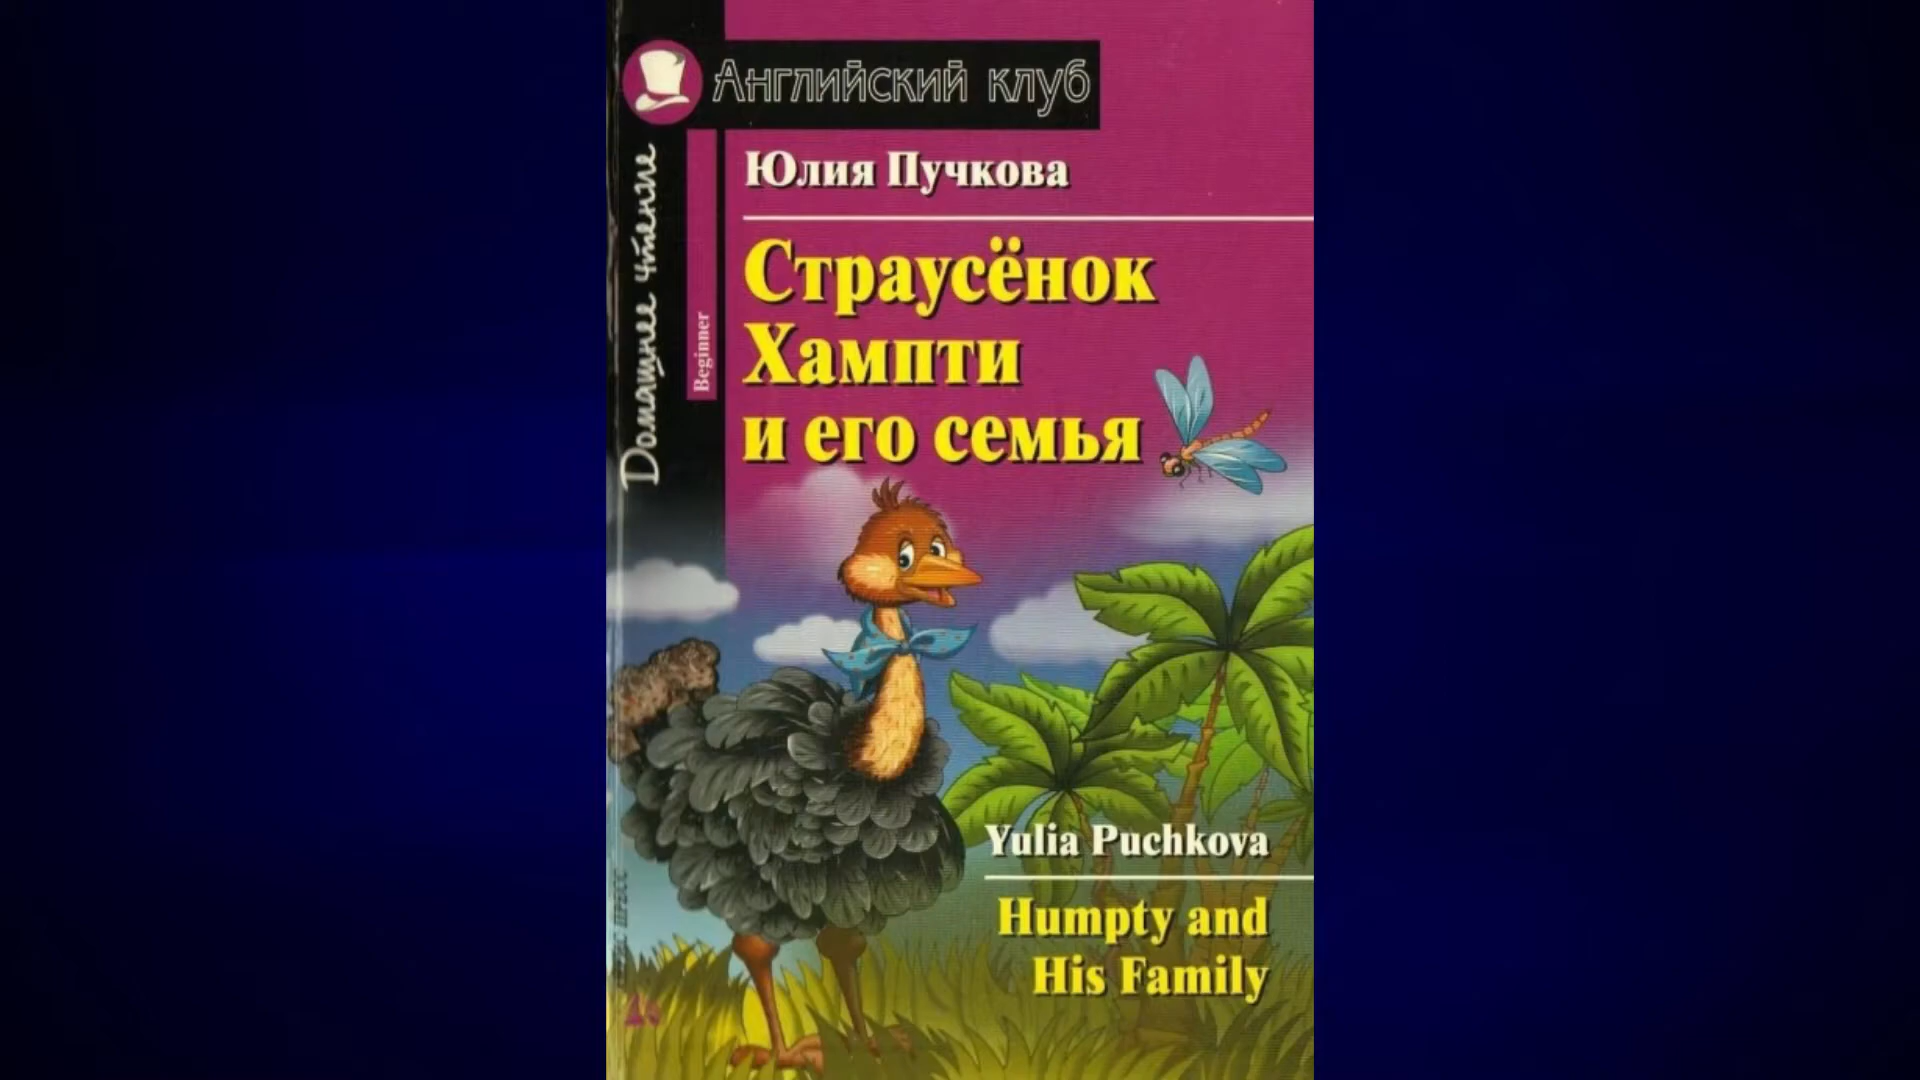 Английский клуб
Домашнее чтение
Beginner
Юлия Пучкова
Страусёнок
Хампти
и его семья
Yulia Puchkova
Humpty and
His Family